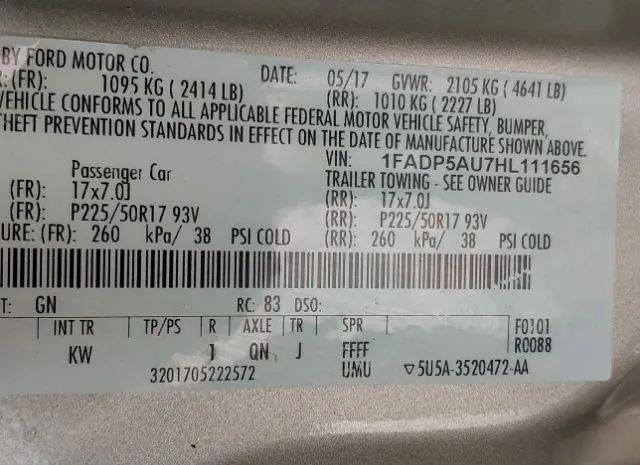 BY FORD MOTOR CO.
DATE: 05/17 GVWR: 2105 KG ( 4641 LB)
R: (FR): 1095 KG ( 2414 LB) (RR): 1010 KG ( 2227 LB)
VEHICLE CONFORMS TO ALL APPLICABLE FEDERAL MOTOR VEHICLE SAFETY, BUMPER,
THEFT PREVENTION STANDARDS IN EFFECT ON THE DATE OF MANUFACTURE SHOWN ABOVE.
VIN: 1FADP5AU7HL111656
Passenger Car TRAILER TOWING - SEE OWNER GUIDE
(FR): 17x7.0J (RR): 17x7.0J
(FR): P225/50R17 93V (RR): P225/50R17 93V
URE: (FR): 260 kPa/ 38 PSI COLD (RR): 260 kPa/ 38 PSI COLD
T: GN RC: 83 DSO:
INT TR TP/PS R AXLE TR SPR F0101
KW 1 QN J FFFF R0088
3201705222572 UMU ▽5U5A-3520472-AA